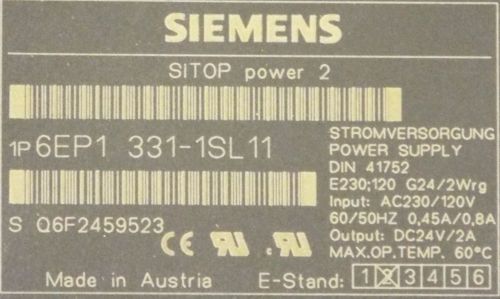 SIEMENS
SITOP power 2
1P 6EP1 331-1SL11
S Q6F2459523
STROMVERSORGUNG
POWER SUPPLY
DIN 41752
E230;120 G24/2Wrg
Input: AC230/120V
60/50HZ 0,45A/0,8A
Output: DC24V/2A
MAX.OP.TEMP. 60°C
CE
Made in Austria
E-Stand: 1 2 3 4 5 6